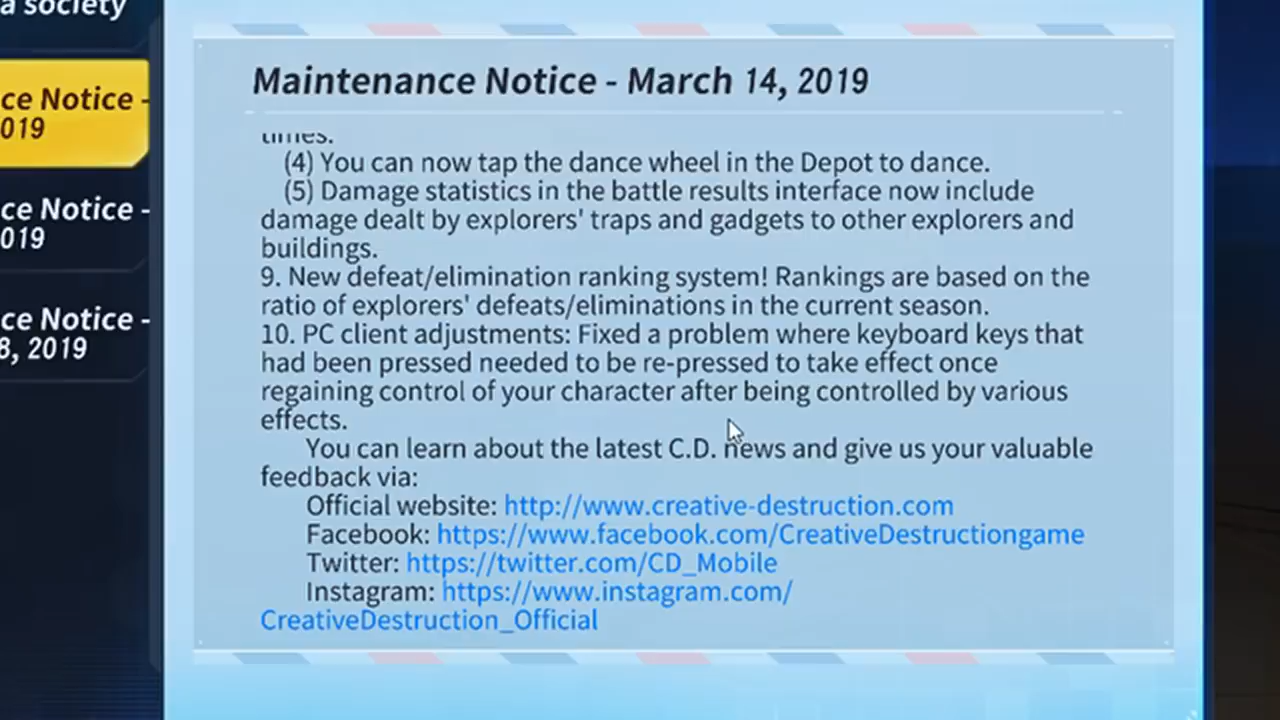 a society
ce Notice -
019
ce Notice -
019
ce Notice -
8, 2019
Maintenance Notice - March 14, 2019
times.
(4) You can now tap the dance wheel in the Depot to dance.
(5) Damage statistics in the battle results interface now include
damage dealt by explorers' traps and gadgets to other explorers and
buildings.
9. New defeat/elimination ranking system! Rankings are based on the
ratio of explorers' defeats/eliminations in the current season.
10. PC client adjustments: Fixed a problem where keyboard keys that
had been pressed needed to be re-pressed to take effect once
regaining control of your character after being controlled by various
effects.
You can learn about the latest C.D. news and give us your valuable
feedback via:
Official website: http://www.creative-destruction.com
Facebook: https://www.facebook.com/CreativeDestructiongame
Twitter: https://twitter.com/CD_Mobile
Instagram: https://www.instagram.com/
CreativeDestruction_Official